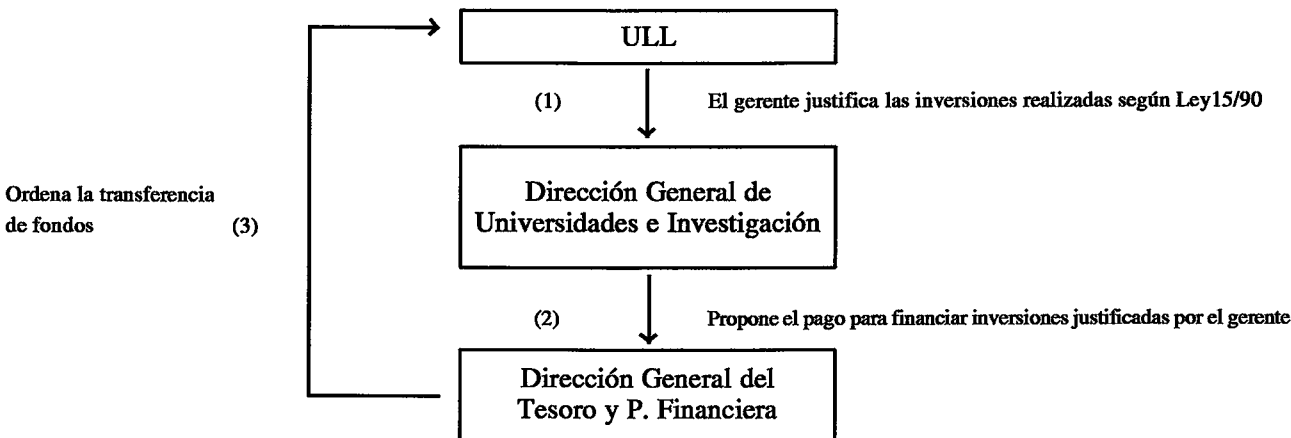 ULL
(1)
El gerente justifica las inversiones realizadas según Ley15/90
Dirección General de
Universidades e Investigación
Ordena la transferencia
de fondos (3)
(2)
Propone el pago para financiar inversiones justificadas por el gerente
Dirección General del
Tesoro y P. Financiera